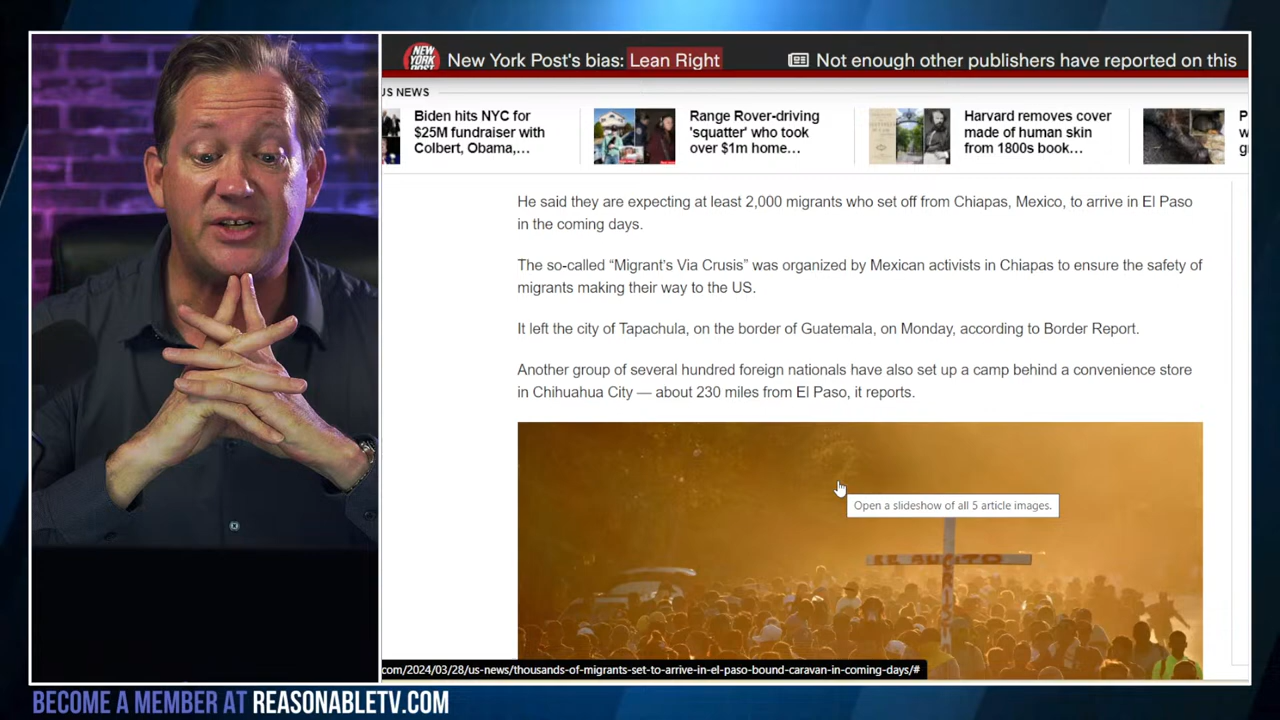 NEW
YORK
POST
New York Post's bias: Lean Right
Not enough other publishers have reported on this
US NEWS
Biden hits NYC for
$25M fundraiser with
Colbert, Obama,...
Range Rover-driving
'squatter' who took
over $1m home...
Harvard removes cover
made of human skin
from 1800s book...
P
w
g
He said they are expecting at least 2,000 migrants who set off from Chiapas, Mexico, to arrive in El Paso
in the coming days.
The so-called “Migrant’s Via Crusis” was organized by Mexican activists in Chiapas to ensure the safety of
migrants making their way to the US.
It left the city of Tapachula, on the border of Guatemala, on Monday, according to Border Report.
Another group of several hundred foreign nationals have also set up a camp behind a convenience store
in Chihuahua City — about 230 miles from El Paso, it reports.
Open a slideshow of all 5 article images.
com/2024/03/28/us-news/thousands-of-migrants-set-to-arrive-in-el-paso-bound-caravan-in-coming-days/#
BECOME A MEMBER AT REASONABLETV.COM